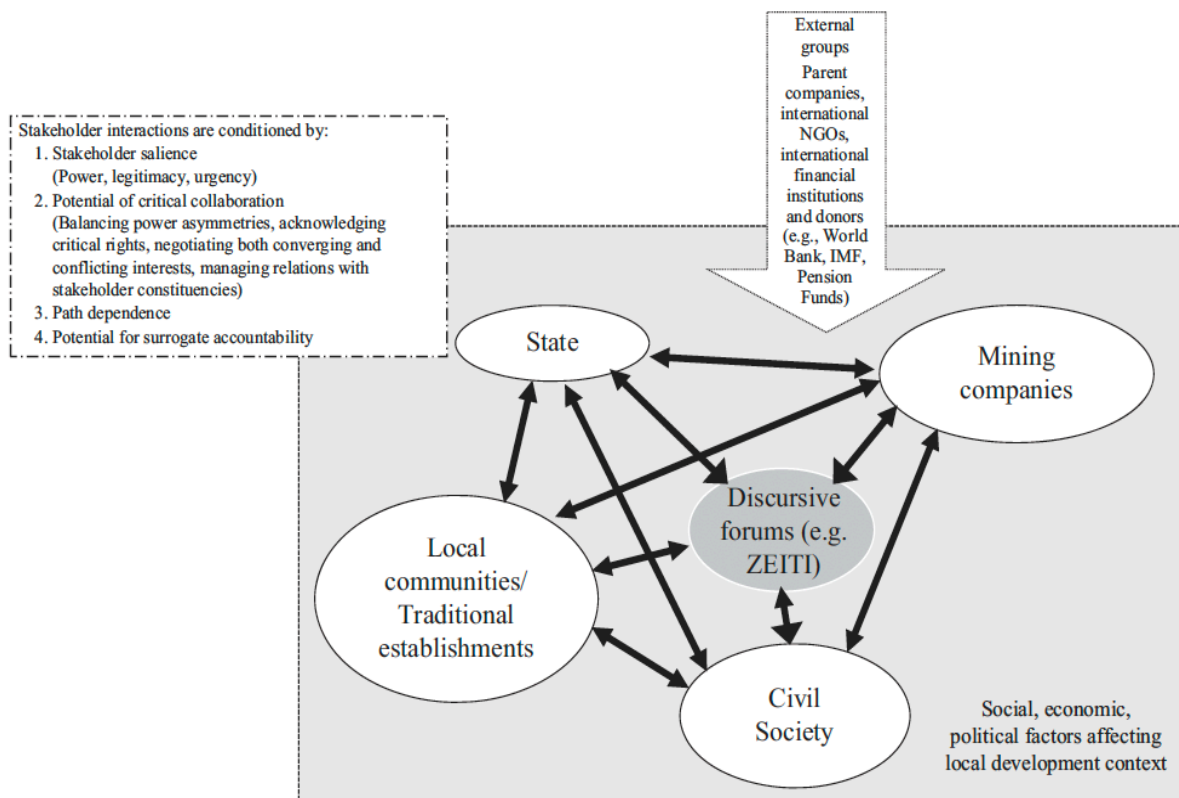 External
groups
Parent
companies,
international
NGOs,
international
financial
institutions
and donors
(e.g., World
Bank, IMF,
Pension
Funds)
Stakeholder interactions are conditioned by:
1. Stakeholder salience
(Power, legitimacy, urgency)
2. Potential of critical collaboration
(Balancing power asymmetries, acknowledging
critical rights, negotiating both converging and
conflicting interests, managing relations with
stakeholder constituencies)
3. Path dependence
4. Potential for surrogate accountability
State
Mining
companies
Discursive
forums (e.g.
ZEITI)
Local
communities/
Traditional
establishments
Civil
Society
Social, economic,
political factors affecting
local development context